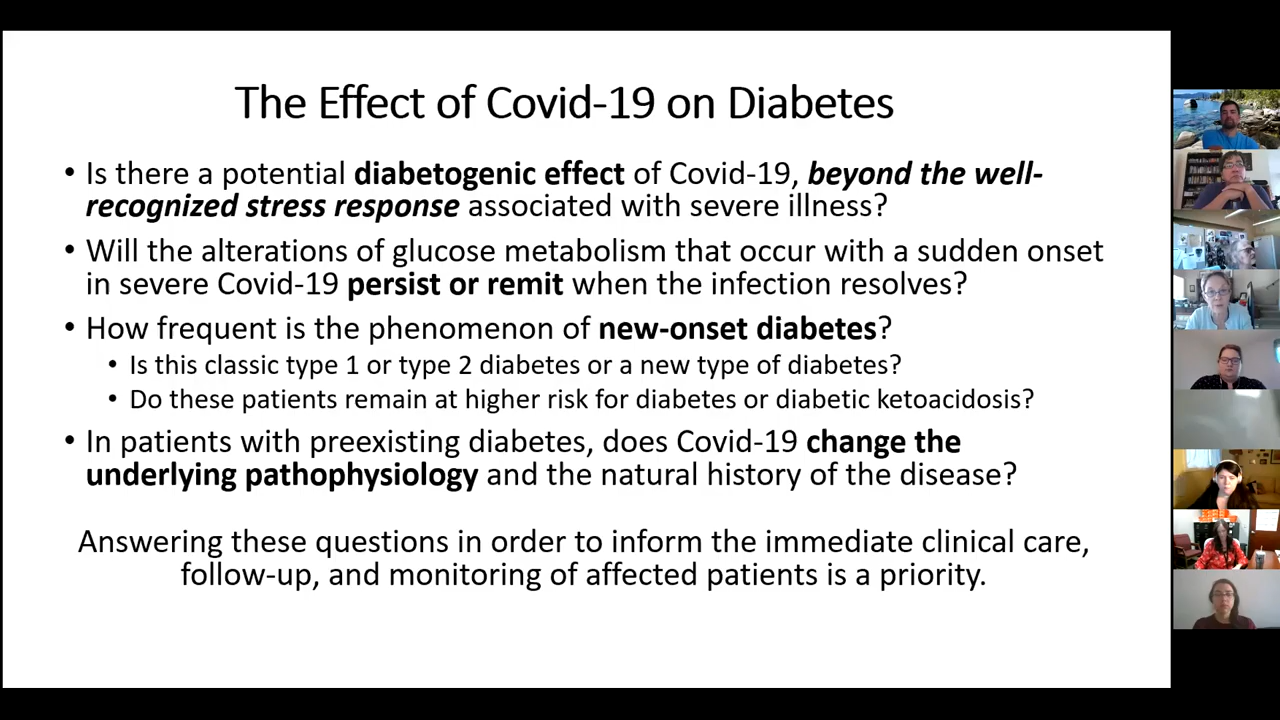 The Effect of Covid-19 on Diabetes
• Is there a potential diabetogenic effect of Covid-19, beyond the well-
recognized stress response associated with severe illness?
• Will the alterations of glucose metabolism that occur with a sudden onset
in severe Covid-19 persist or remit when the infection resolves?
• How frequent is the phenomenon of new-onset diabetes?
• Is this classic type 1 or type 2 diabetes or a new type of diabetes?
• Do these patients remain at higher risk for diabetes or diabetic ketoacidosis?
• In patients with preexisting diabetes, does Covid-19 change the
underlying pathophysiology and the natural history of the disease?
Answering these questions in order to inform the immediate clinical care,
follow-up, and monitoring of affected patients is a priority.